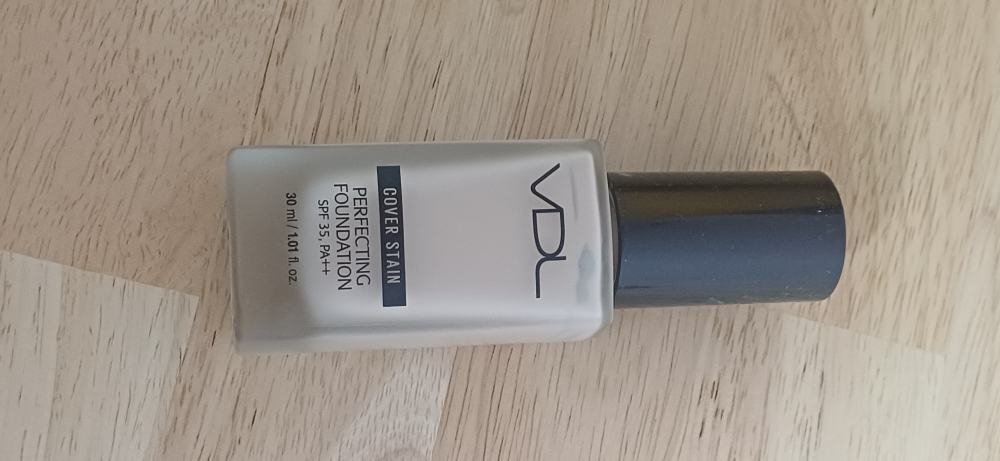 VDL
COVER STAIN
PERFECTING
FOUNDATION
SPF 35, PA++
30 ml / 1.01 fl. oz.